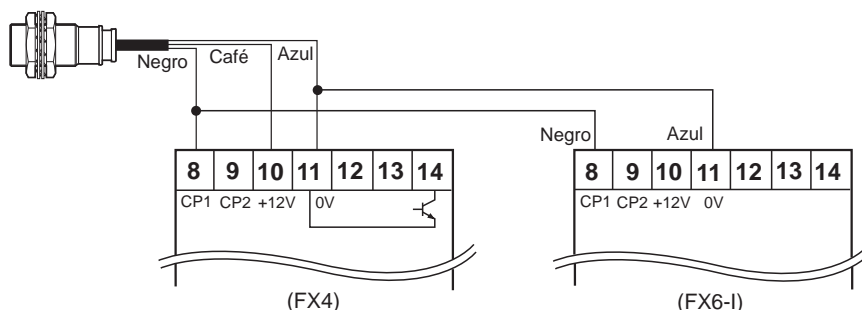 Negro Café Azul
Negro Azul
8 9 10 11 12 13 14
CP1 CP2 +12V 0V
(FX4)
8 9 10 11 12 13 14
CP1 CP2 +12V 0V
(FX6-I)